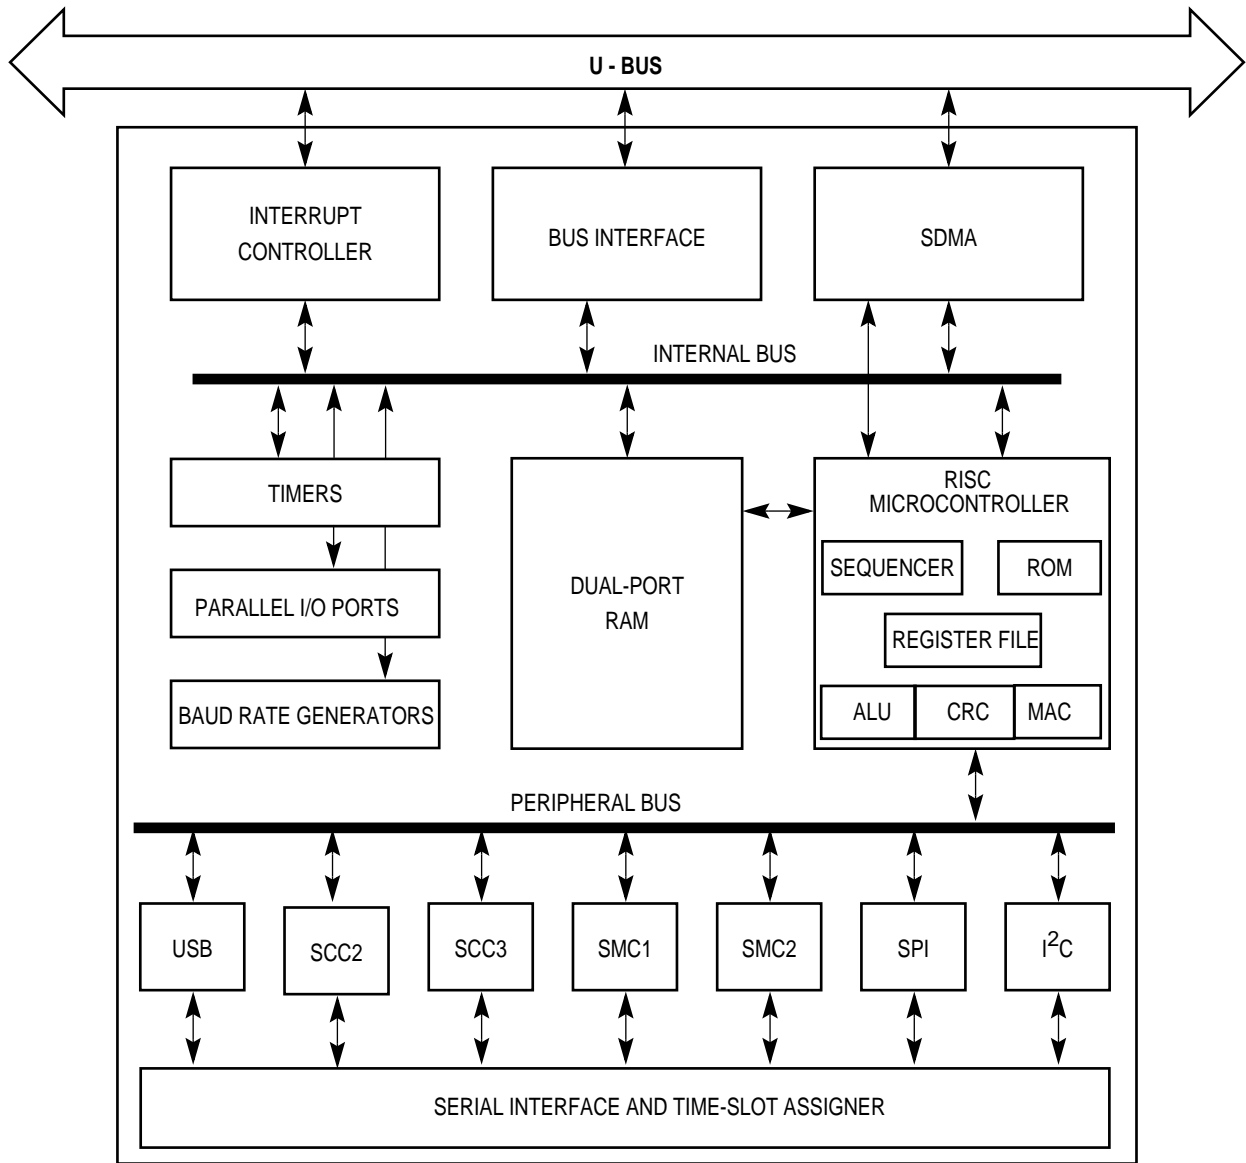 U - BUS
INTERRUPT
CONTROLLER
BUS INTERFACE
SDMA
INTERNAL BUS
TIMERS
PARALLEL I/O PORTS
BAUD RATE GENERATORS
DUAL-PORT
RAM
RISC
MICROCONTROLLER
SEQUENCER
ROM
REGISTER FILE
ALU
CRC
MAC
PERIPHERAL BUS
USB
SCC2
SCC3
SMC1
SMC2
SPI
I²C
SERIAL INTERFACE AND TIME-SLOT ASSIGNER